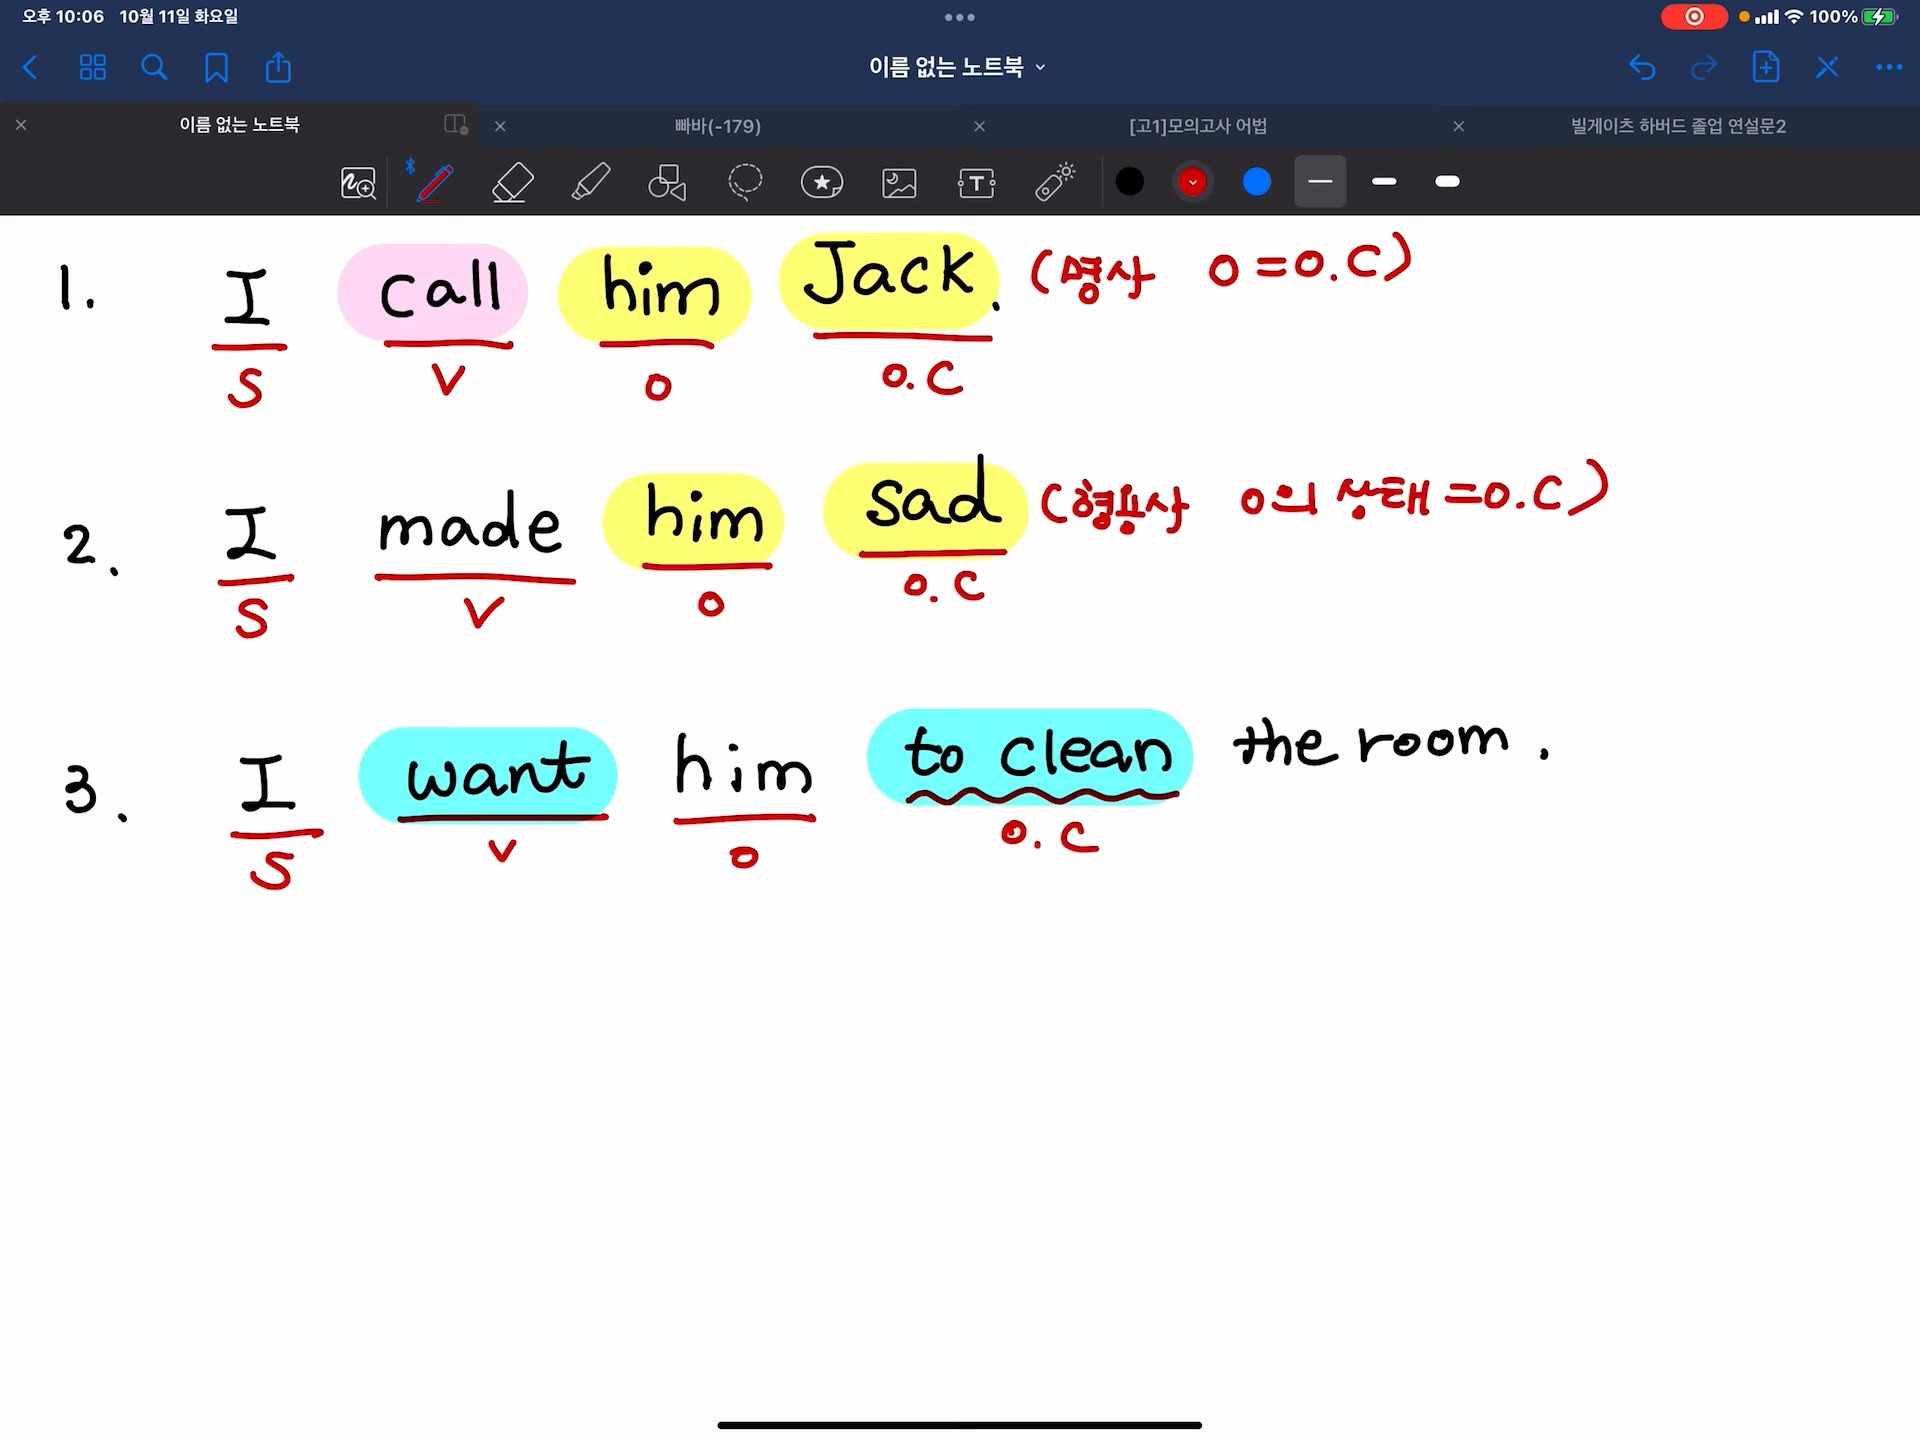 오후 10:06 10월 11일 화요일 100%
이름 없는 노트북
이름 없는 노트북 빠바(-179) [고1]모의고사 어법 빌게이츠 하버드 졸업 연설문2
1. I call him Jack. (명사 O=O.C)
S V O O.C
2. I made him sad (형용사 O의 상태=O.C)
S V O O.C
3. I want him to clean the room.
S V O O.C